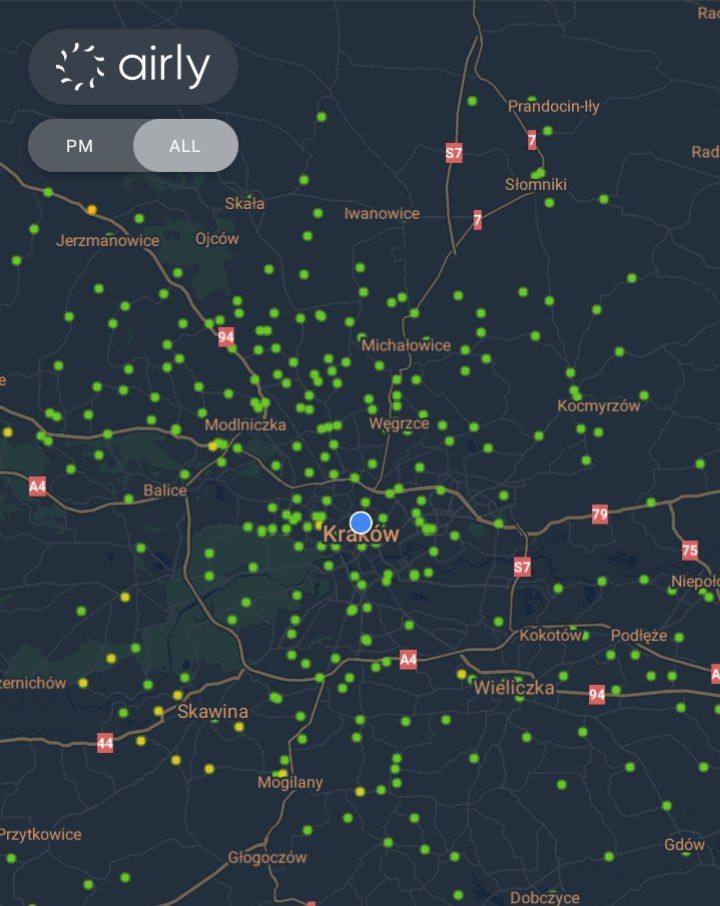 Ra
airly
Prandocin-Iły
PM
ALL
7
S7
Rad
Słomniki
Skała
Iwanowice
7
Jerzmanowice
Ojców
94
Michałowice
e
Kocmyrzów
Modlniczka
Węgrzce
A4
Balice
79
Kraków
75
S7
Niepoło
Kokotów
Podłęże
A4
A
zernichów
Wieliczka
94
Skawina
44
Mogilany
Przytkowice
Gdów
Głogoczów
Dobczyce